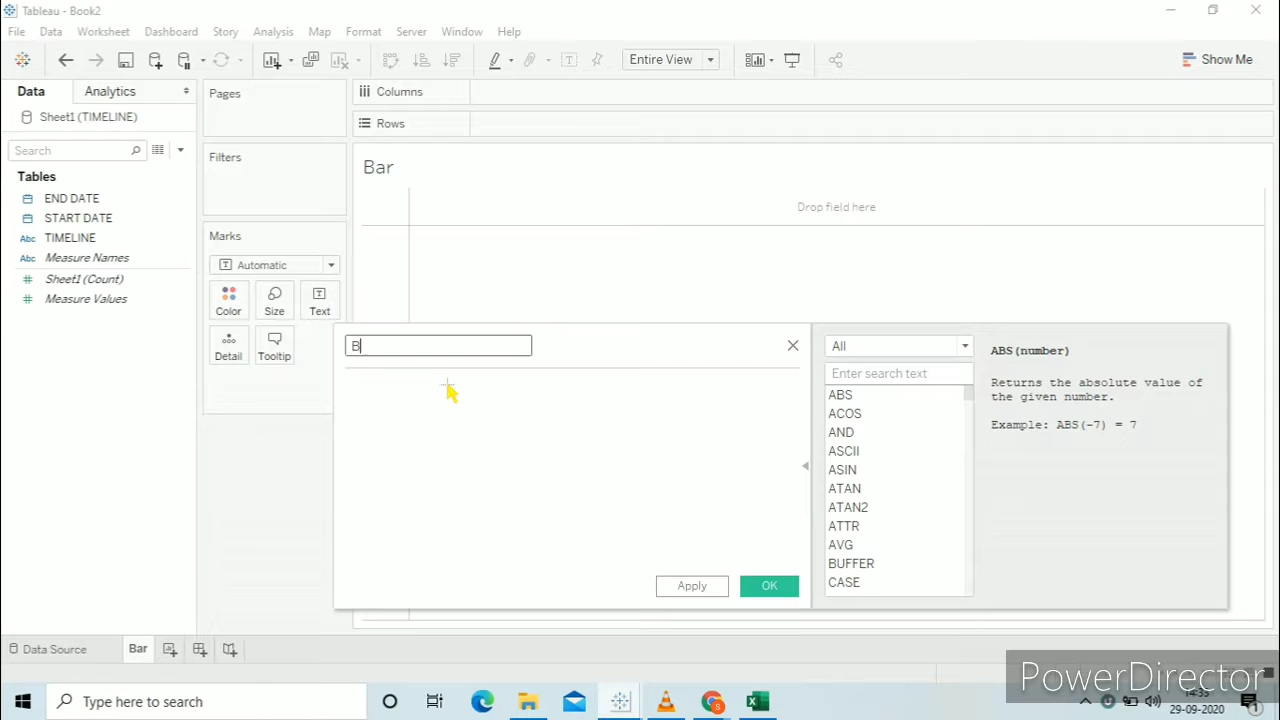 Tableau - Book2
File Data Worksheet Dashboard Story Analysis Map Format Server Window Help
Entire View
Show Me
Data Analytics
Sheet1 (TIMELINE)
Search
Tables
END DATE
START DATE
TIMELINE
Measure Names
Sheet1 (Count)
Measure Values
Abc
Abc
Pages
Filters
Marks
Automatic
Color Size Text
Detail Tooltip
Columns
Rows
Bar
Drop field here
B
Apply OK
All
Enter search text
ABS
ACOS
AND
ASCII
ASIN
ATAN
ATAN2
ATTR
AVG
BUFFER
CASE
ABS(number)
Returns the absolute value of
the given number.
Example: ABS(-7) = 7
Data Source Bar
Type here to search
29-09-2020
PowerDirector